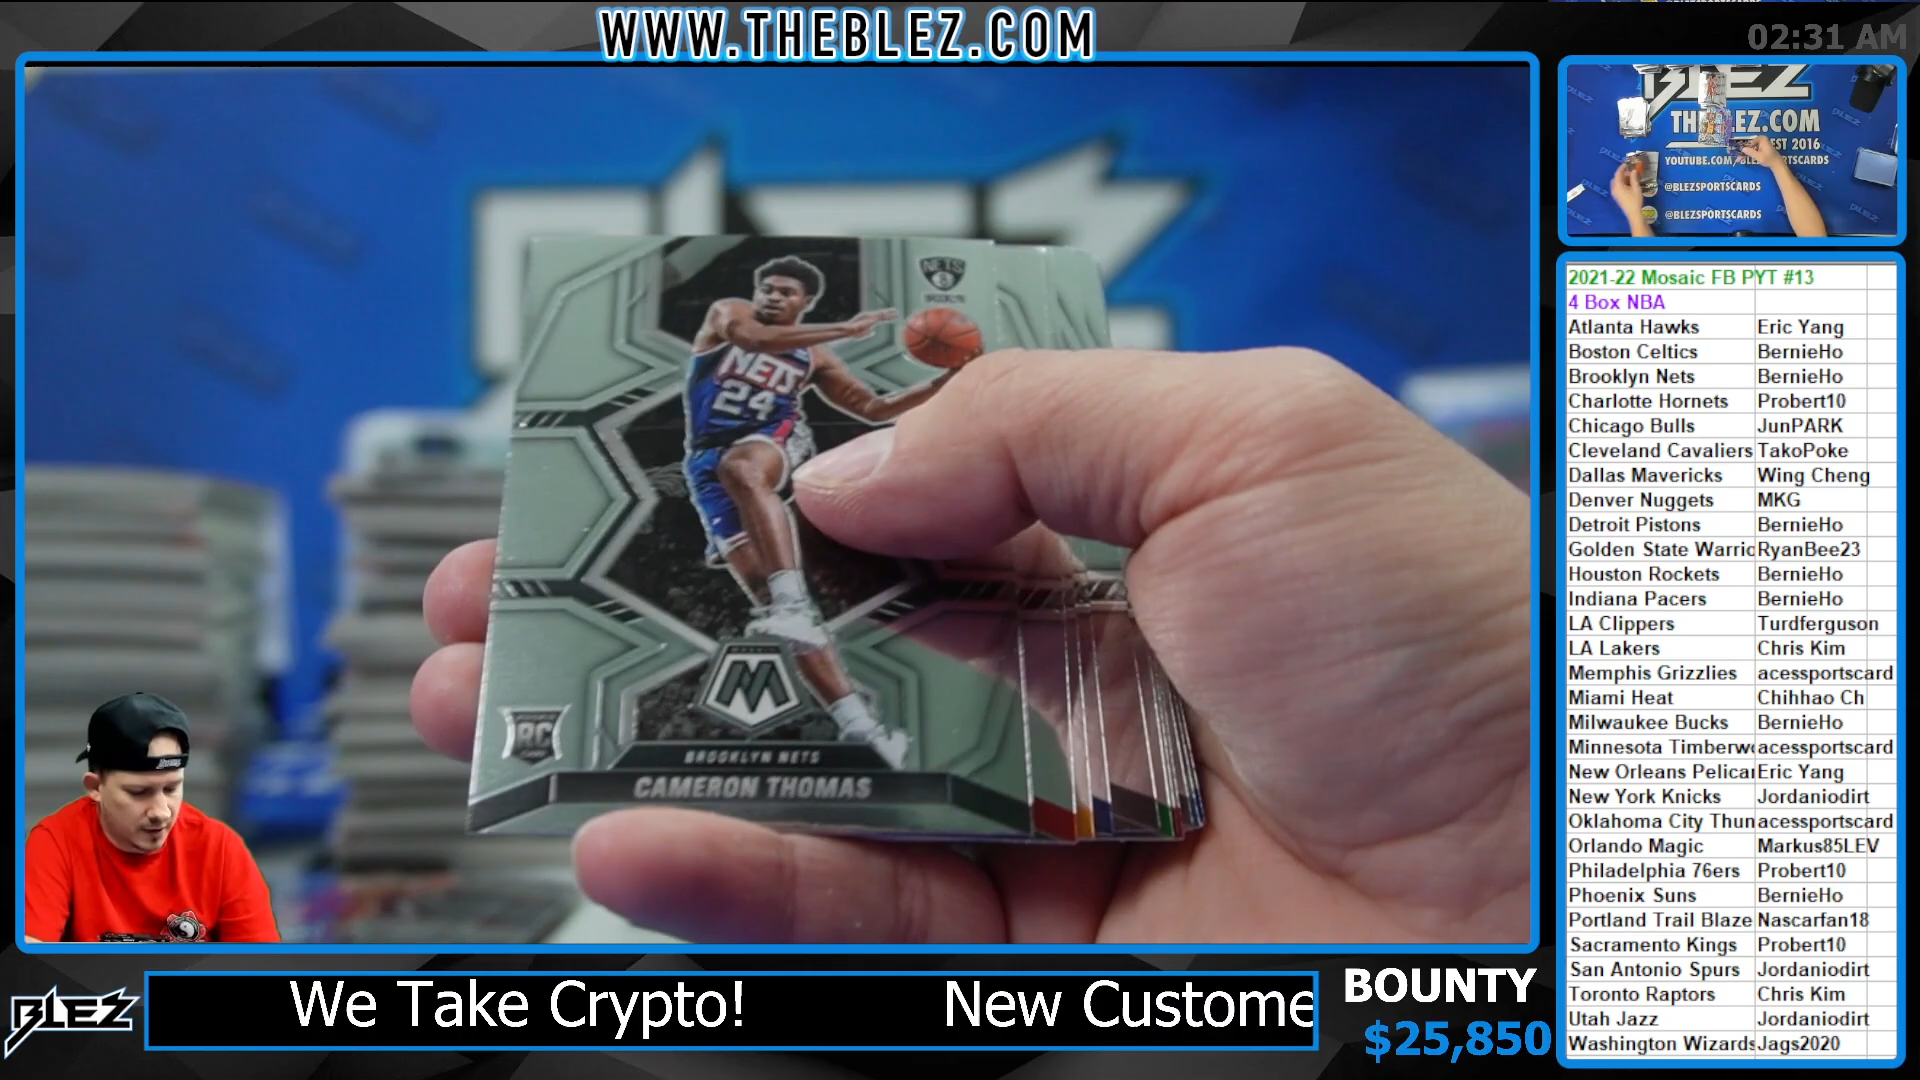 WWW.THEBLEZ.COM
02:31 AM
BLEZ
THEBLEZ.COM
EST 2016
@BLEZSPORTSCARDS
@BLEZSPORTSCARDS
NETS
24
NETS
M
RC
BROOKLYN NETS
CAMERON THOMAS
2021-22 Mosaic FB PYT #13
4 Box NBA
Atlanta Hawks Eric Yang
Boston Celtics BernieHo
Brooklyn Nets BernieHo
Charlotte Hornets Probert10
Chicago Bulls JunPARK
Cleveland Cavaliers TakoPoke
Dallas Mavericks Wing Cheng
Denver Nuggets MKG
Detroit Pistons BernieHo
Golden State Warric RyanBee23
Houston Rockets BernieHo
Indiana Pacers BernieHo
LA Clippers Turdferguson
LA Lakers Chris Kim
Memphis Grizzlies acessportscard
Miami Heat Chihhao Ch
Milwaukee Bucks BernieHo
Minnesota Timberw acessportscard
New Orleans Pelica Eric Yang
New York Knicks Jordaniodirt
Oklahoma City Thun acessportscard
Orlando Magic Markus85LEV
Philadelphia 76ers Probert10
Phoenix Suns BernieHo
Portland Trail Blaze Nascarfan18
Sacramento Kings Probert10
San Antonio Spurs Jordaniodirt
Toronto Raptors Chris Kim
Utah Jazz Jordaniodirt
Washington Wizards Jags2020
BLEZ
We Take Crypto! New Custome
BOUNTY
$25,850